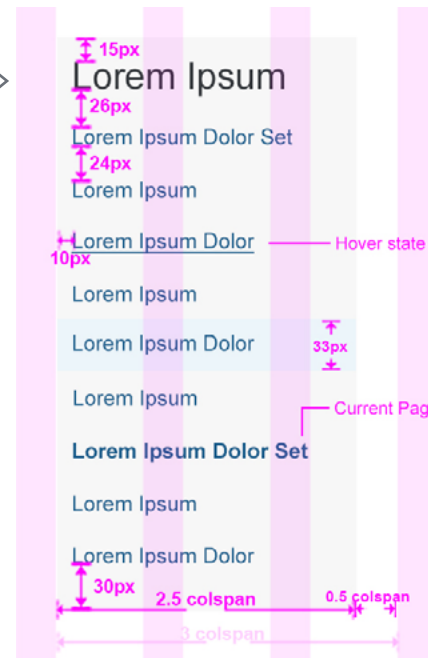 15px
Lorem Ipsum
26px
Lorem Ipsum Dolor Set
24px
Lorem Ipsum
Lorem Ipsum Dolor
Hover state
10px
Lorem Ipsum
Lorem Ipsum Dolor
33px
Lorem Ipsum
Current Pag
Lorem Ipsum Dolor Set
Lorem Ipsum
Lorem Ipsum Dolor
30px
2.5 colspan
0.5 colspan
3 colspan